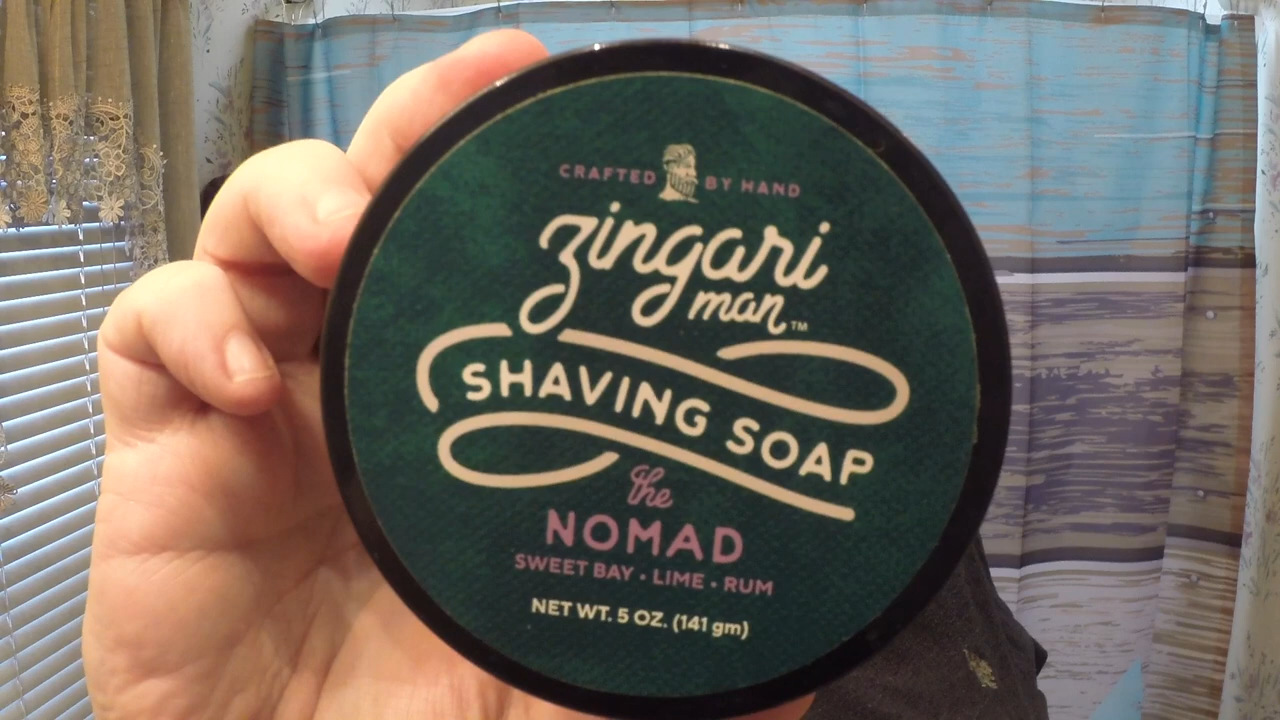 CRAFTED BY HAND
zingari
man™
SHAVING SOAP
the
NOMAD
SWEET BAY • LIME • RUM
NET WT. 5 OZ. (141 gm)